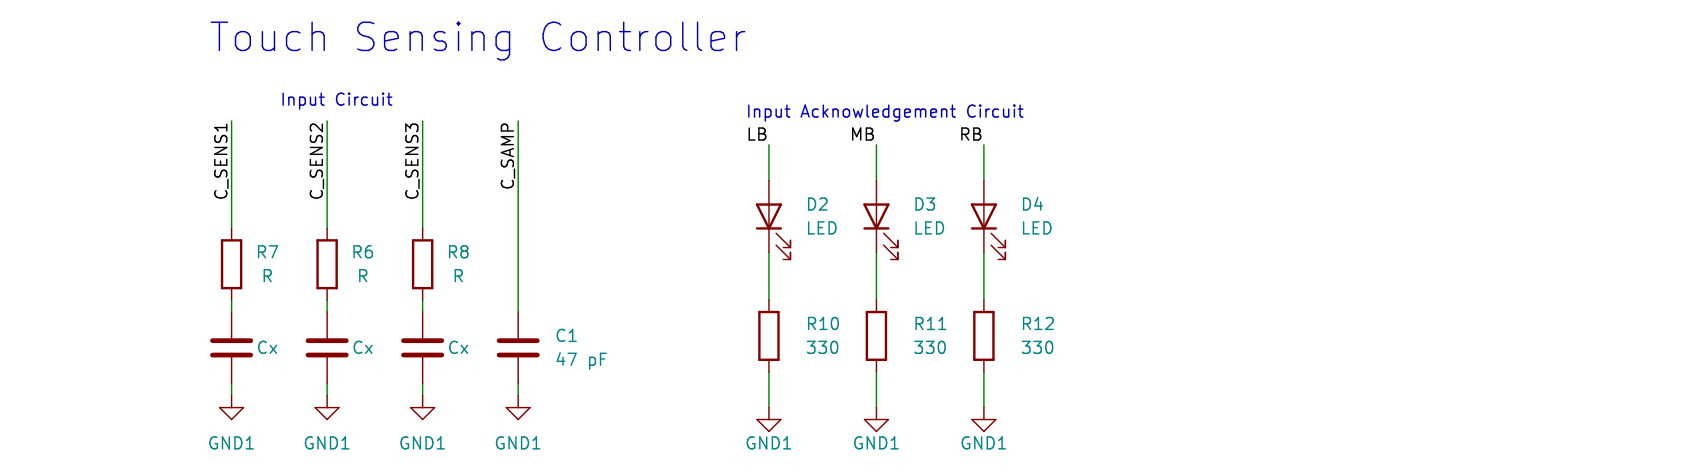 Touch Sensing Controller
Input Circuit
Input Acknowledgement Circuit
LB MB RB
C_SENS1
C_SENS2
C_SENS3
C_SAMP
D2 D3 D4
LED LED LED
R7 R6 R8
R R R
R10 R11 R12
330 330 330
Cx Cx Cx
C1
47 pF
GND1 GND1 GND1 GND1 GND1 GND1 GND1